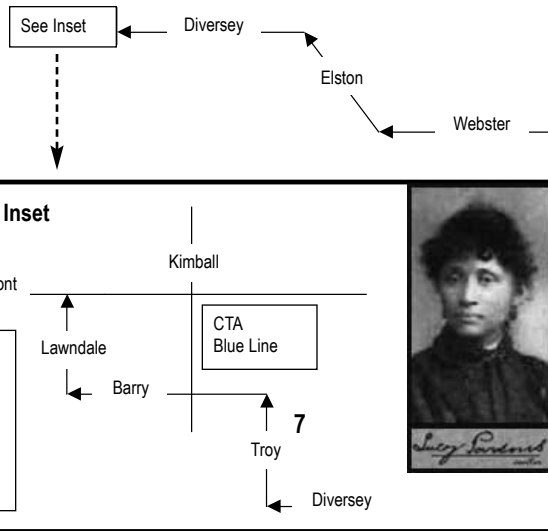 See Inset
Diversey
Elston
Webster
Inset
Kimball
ont
CTA
Blue Line
Lawndale
Barry
7
Troy
Diversey
Lucy Parsons